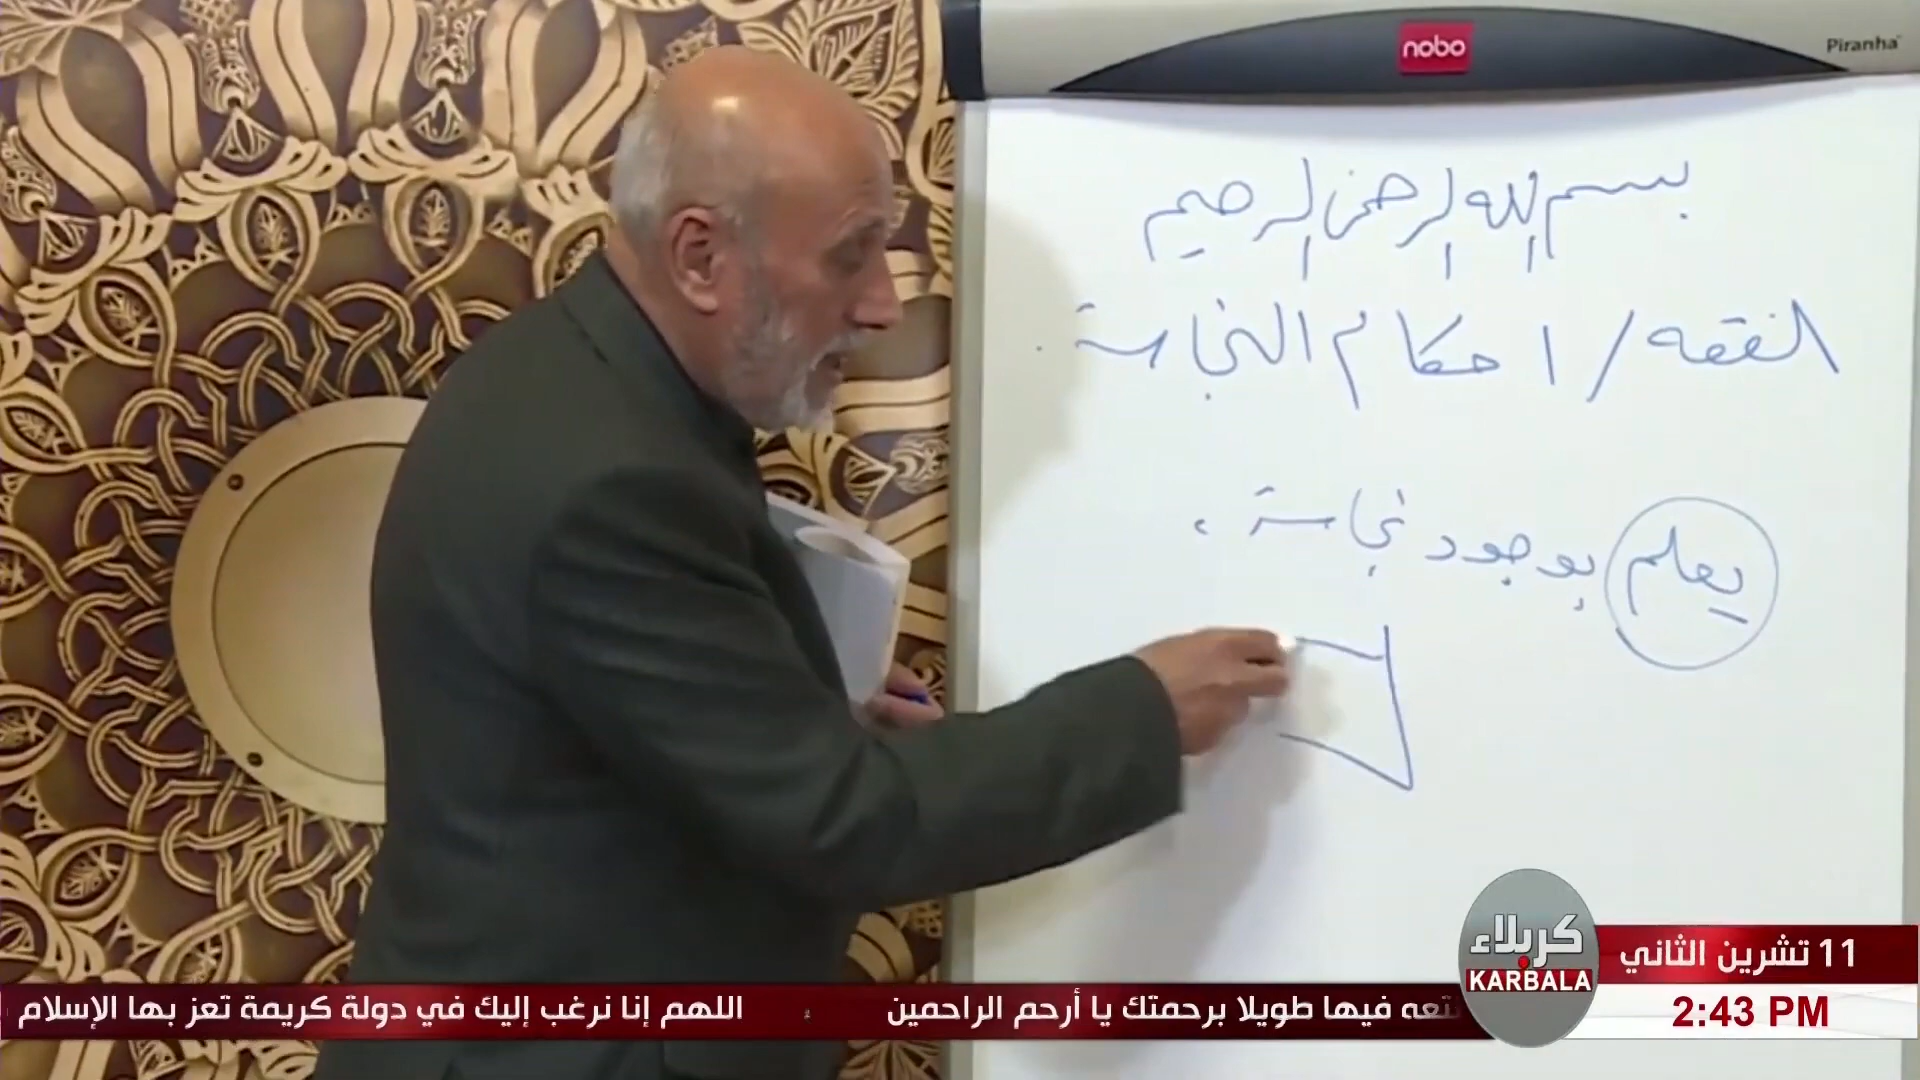 nobo
Piranha
بسم الله الرحمن الرحيم
الفقه / احكام النجاسة
يعلم بوجود نجاسة
كربلاء
KARBALA
11 تشرين الثاني
2:43 PM
تعه فيها طويلا برحمتك يا أرحم الراحمين
اللهم إنا نرغب إليك في دولة كريمة تعز بها الإسلام